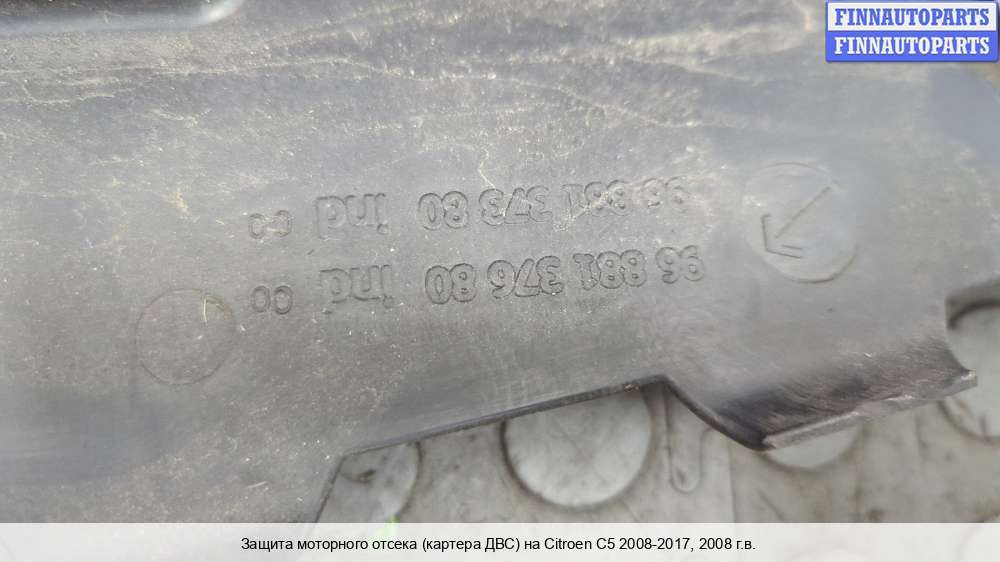 FINNAUTOPARTS
FINNAUTOPARTS
96 881 376 80 ind 00
96 881 373 80 ind
Защита моторного отсека (картера ДВС) на Citroen C5 2008-2017, 2008 г.в.